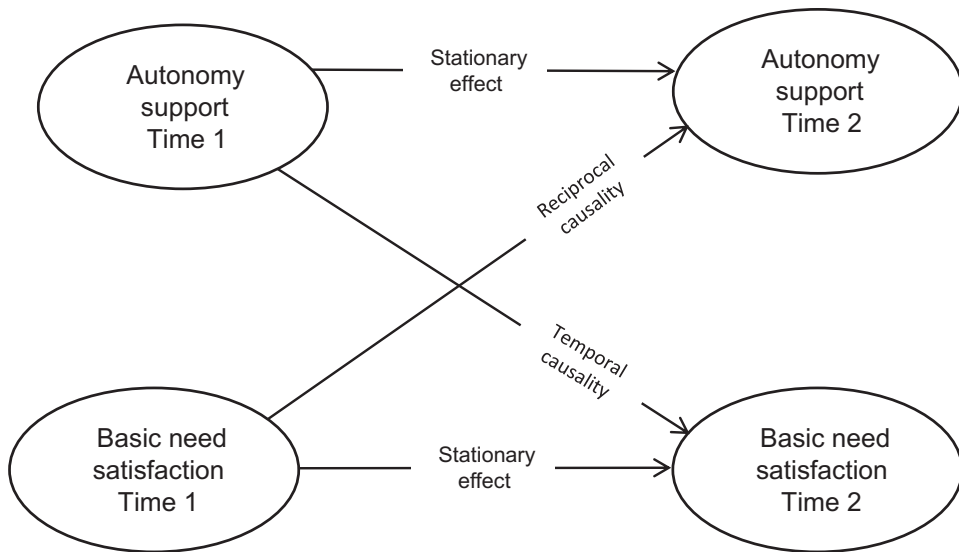 Autonomy
support
Time 1
Stationary
effect
Autonomy
support
Time 2
Reciprocal
causality
Temporal
causality
Basic need
satisfaction
Time 1
Stationary
effect
Basic need
satisfaction
Time 2